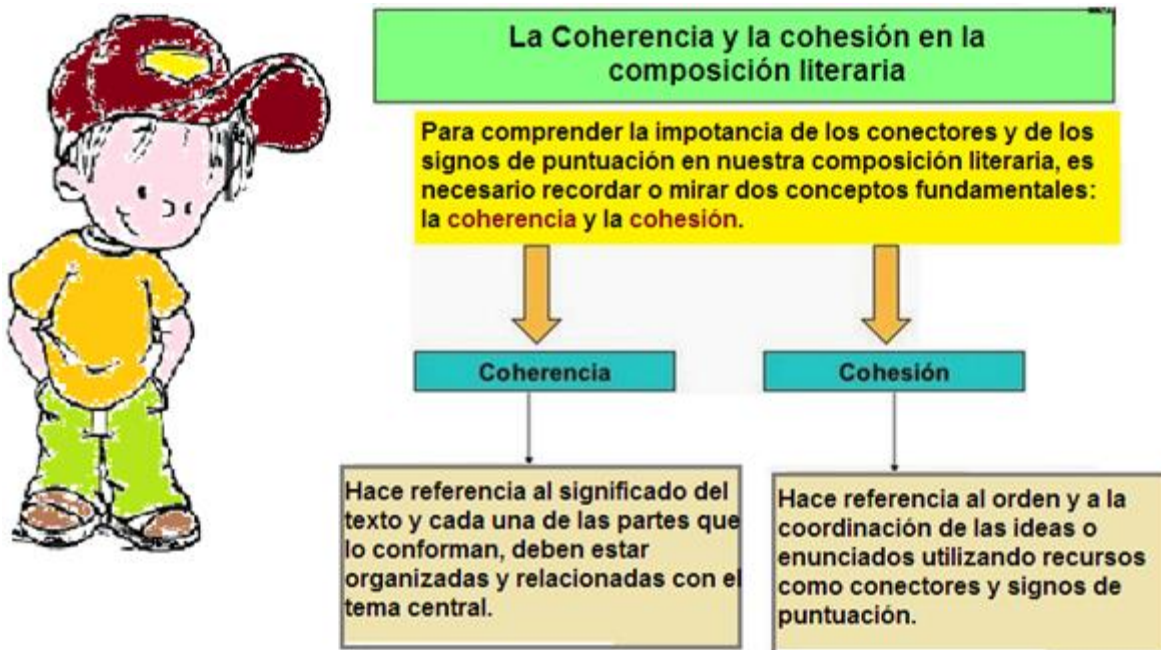 La Coherencia y la cohesión en la
composición literaria
Para comprender la impotancia de los conectores y de los
signos de puntuación en nuestra composición literaria, es
necesario recordar o mirar dos conceptos fundamentales:
la coherencia y la cohesión.
Coherencia
Cohesión
Hace referencia al significado del
texto y cada una de las partes que
lo conforman, deben estar
organizadas y relacionadas con el
tema central.
Hace referencia al orden y a la
coordinación de las ideas o
enunciados utilizando recursos
como conectores y signos de
puntuación.